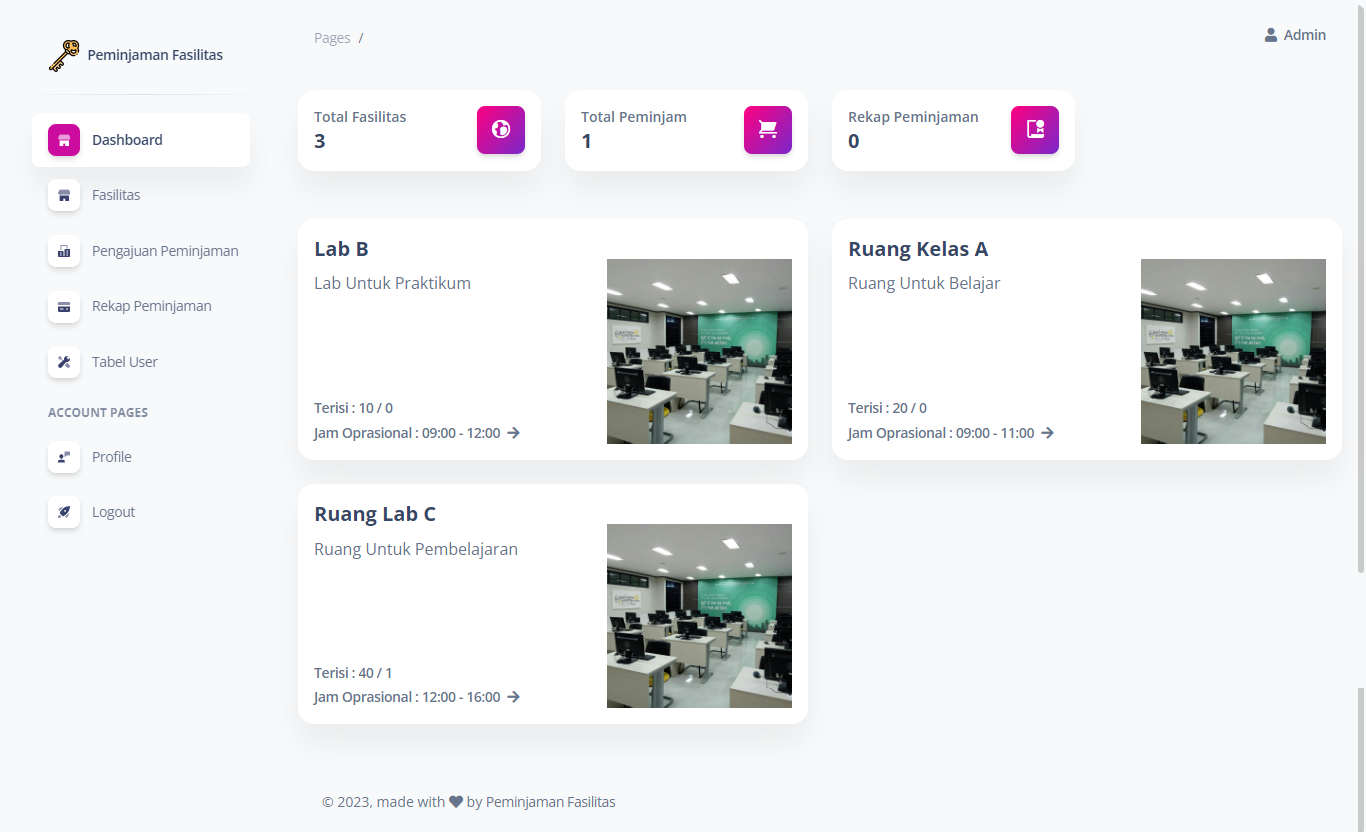 Peminjaman Fasilitas
Pages /
Admin
Dashboard
Fasilitas
Pengajuan Peminjaman
Rekap Peminjaman
Tabel User
ACCOUNT PAGES
Profile
Logout
Total Fasilitas
3
Total Peminjam
1
Rekap Peminjaman
0
Lab B
Lab Untuk Praktikum
Terisi : 10 / 0
Jam Oprasional : 09:00 - 12:00
Ruang Kelas A
Ruang Untuk Belajar
Terisi : 20 / 0
Jam Oprasional : 09:00 - 11:00
Ruang Lab C
Ruang Untuk Pembelajaran
Terisi : 40 / 1
Jam Oprasional : 12:00 - 16:00
© 2023, made with by Peminjaman Fasilitas